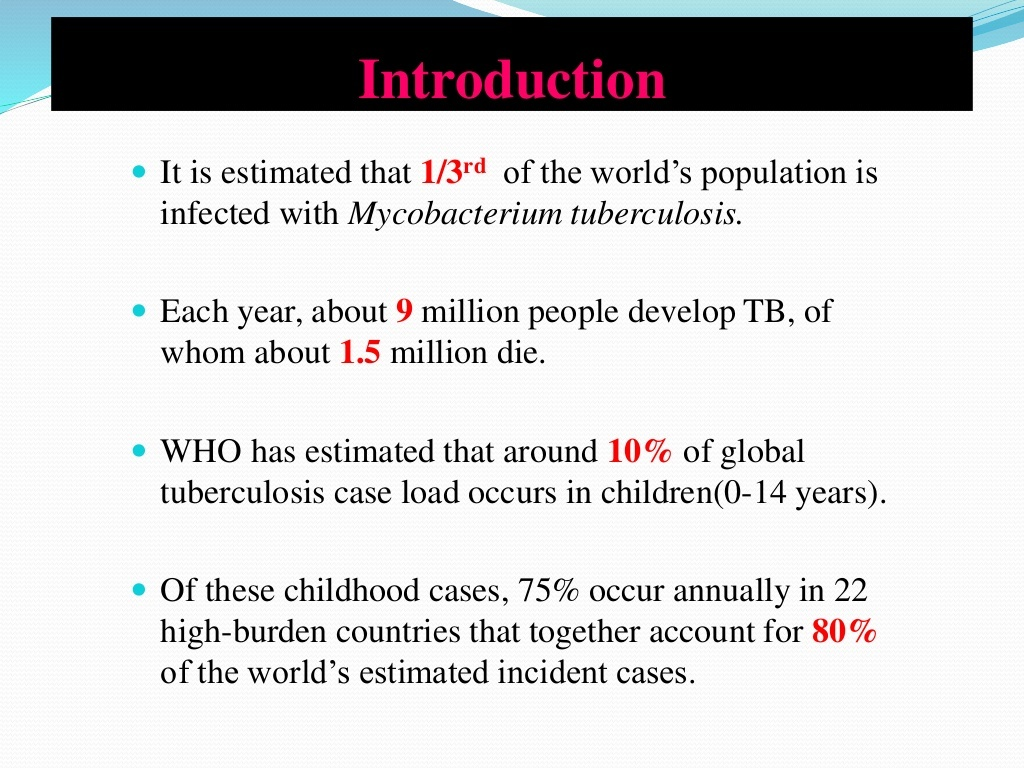 Introduction
• It is estimated that 1/3rd of the world’s population is
infected with Mycobacterium tuberculosis.
• Each year, about 9 million people develop TB, of
whom about 1.5 million die.
• WHO has estimated that around 10% of global
tuberculosis case load occurs in children(0-14 years).
• Of these childhood cases, 75% occur annually in 22
high-burden countries that together account for 80%
of the world’s estimated incident cases.